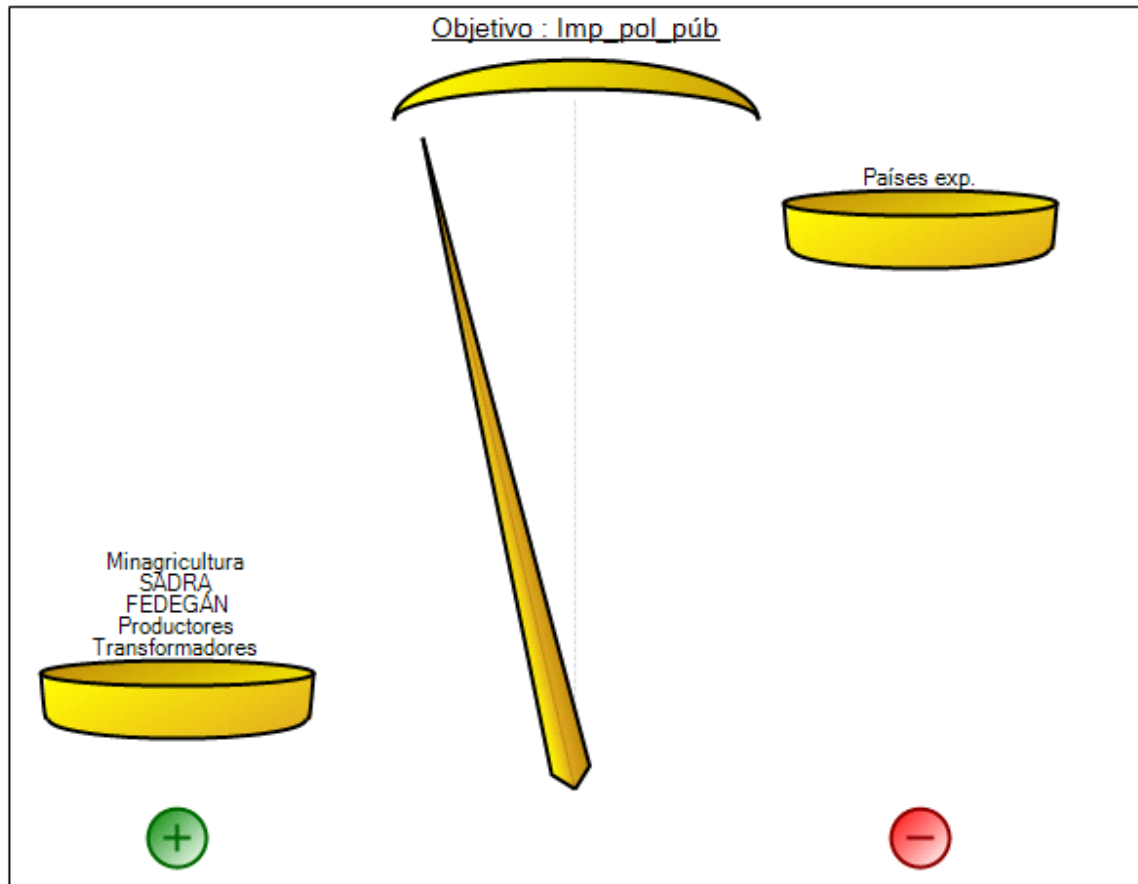 Objetivo : Imp_pol_púb
Países exp.
Minagricultura
SADRA
FEDEGÁN
Productores
Transformadores